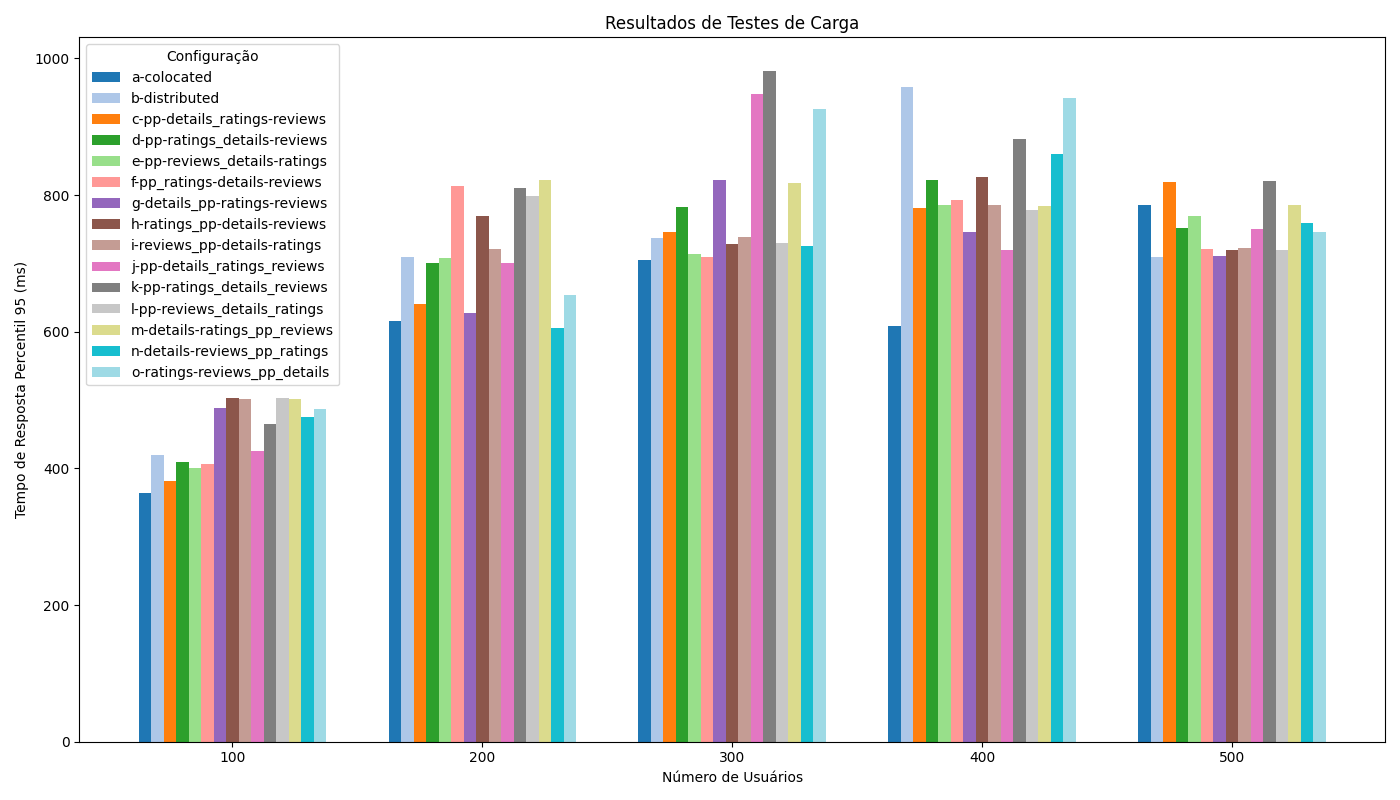 Resultados de Testes de Carga
Tempo de Resposta Percentil 95 (ms)
1000
800
600
400
200
0
Configuração
a-colocated
b-distributed
c-pp-details_ratings-reviews
d-pp-ratings_details-reviews
e-pp-reviews_details-ratings
f-pp_ratings-details-reviews
g-details_pp-ratings-reviews
h-ratings_pp-details-reviews
i-reviews_pp-details-ratings
j-pp-details_ratings_reviews
k-pp-ratings_details_reviews
l-pp-reviews_details_ratings
m-details-ratings_pp_reviews
n-details-reviews_pp_ratings
o-ratings-reviews_pp_details
100 200 300 400 500
Número de Usuários